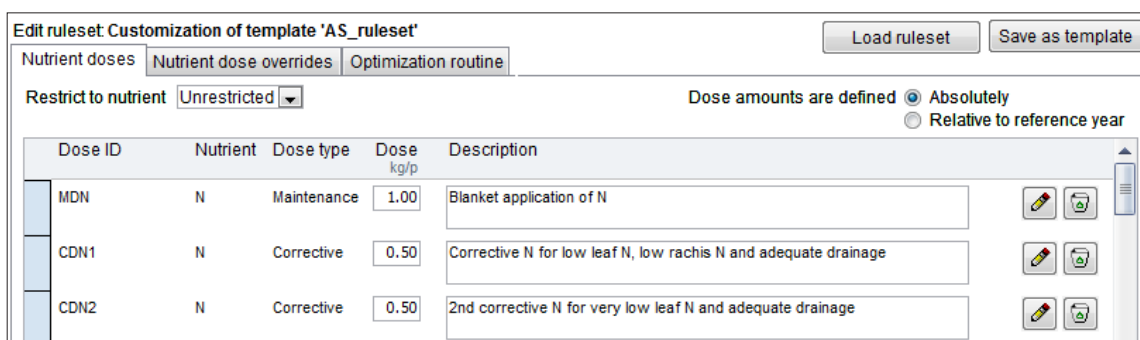 Edit ruleset: Customization of template 'AS_ruleset'
Load ruleset
Save as template
Nutrient doses
Nutrient dose overrides
Optimization routine
Restrict to nutrient Unrestricted
Dose amounts are defined Absolutely
Relative to reference year
Dose ID Nutrient Dose type Dose Description
kg/p
MDN N Maintenance 1.00 Blanket application of N
CDN1 N Corrective 0.50 Corrective N for low leaf N, low rachis N and adequate drainage
CDN2 N Corrective 0.50 2nd corrective N for very low leaf N and adequate drainage